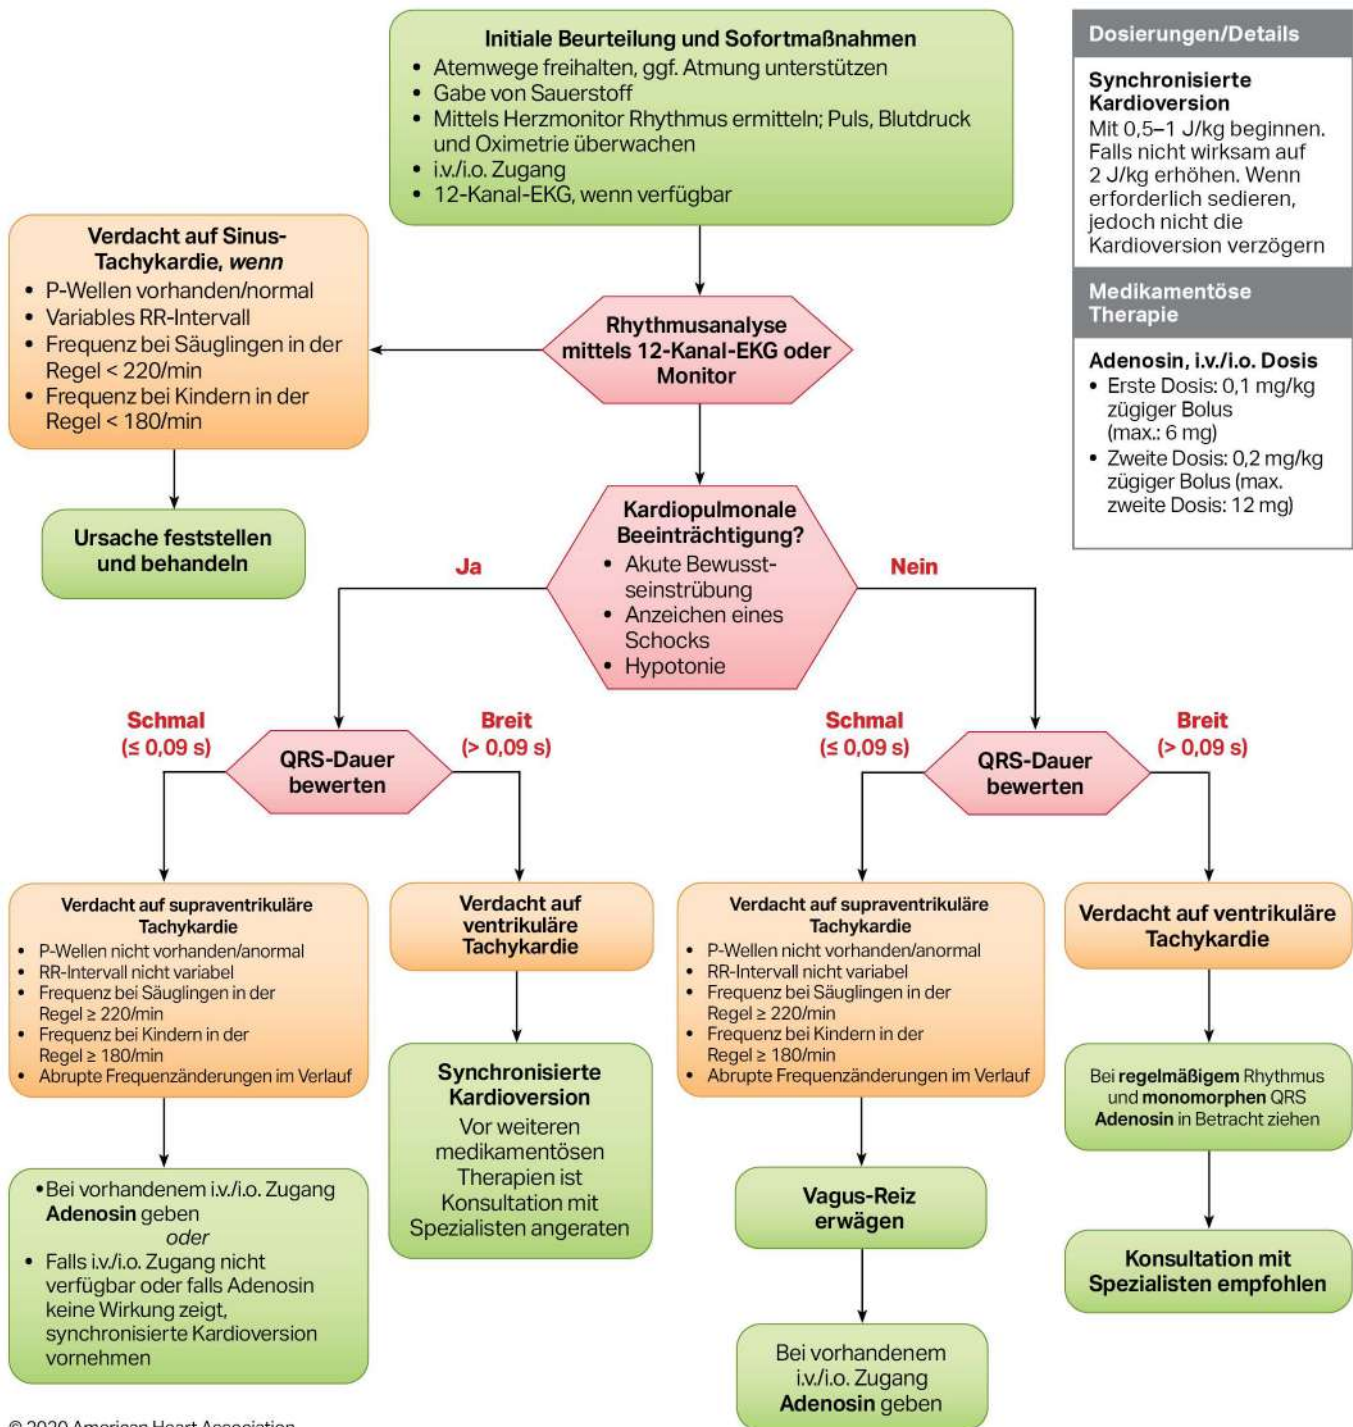 Initiale Beurteilung und Sofortmaßnahmen
• Atemwege freihalten, ggf. Atmung unterstützen
• Gabe von Sauerstoff
• Mittels Herzmonitor Rhythmus ermitteln; Puls, Blutdruck
und Oximetrie überwachen
• i.v./i.o. Zugang
• 12-Kanal-EKG, wenn verfügbar
Dosierungen/Details
Synchronisierte
Kardioversion
Mit 0,5–1 J/kg beginnen.
Falls nicht wirksam auf
2 J/kg erhöhen. Wenn
erforderlich sedieren,
jedoch nicht die
Kardioversion verzögern
Medikamentöse
Therapie
Adenosin, i.v./i.o. Dosis
• Erste Dosis: 0,1 mg/kg
zügiger Bolus
(max.: 6 mg)
• Zweite Dosis: 0,2 mg/kg
zügiger Bolus (max.
zweite Dosis: 12 mg)
Verdacht auf Sinus-
Tachykardie, wenn
• P-Wellen vorhanden/normal
• Variables RR-Intervall
• Frequenz bei Säuglingen in der
Regel < 220/min
• Frequenz bei Kindern in der
Regel < 180/min
Rhythmusanalyse
mittels 12-Kanal-EKG oder
Monitor
Ursache feststellen
und behandeln
Kardiopulmonale
Beeinträchtigung?
• Akute Bewusst-
seinstrübung
• Anzeichen eines
Schocks
• Hypotonie
Ja
Nein
Schmal
(≤ 0,09 s)
QRS-Dauer
bewerten
Breit
(> 0,09 s)
Schmal
(≤ 0,09 s)
QRS-Dauer
bewerten
Breit
(> 0,09 s)
Verdacht auf supraventrikuläre
Tachykardie
• P-Wellen nicht vorhanden/anormal
• RR-Intervall nicht variabel
• Frequenz bei Säuglingen in der
Regel ≥ 220/min
• Frequenz bei Kindern in der
Regel ≥ 180/min
• Abrupte Frequenzänderungen im Verlauf
Verdacht auf
ventrikuläre
Tachykardie
Verdacht auf supraventrikuläre
Tachykardie
• P-Wellen nicht vorhanden/anormal
• RR-Intervall nicht variabel
• Frequenz bei Säuglingen in der
Regel ≥ 220/min
• Frequenz bei Kindern in der
Regel ≥ 180/min
• Abrupte Frequenzänderungen im Verlauf
Verdacht auf ventrikuläre
Tachykardie
•Bei vorhandenem i.v./i.o. Zugang
Adenosin geben
oder
• Falls i.v./i.o. Zugang nicht
verfügbar oder falls Adenosin
keine Wirkung zeigt,
synchronisierte Kardioversion
vornehmen
Synchronisierte
Kardioversion
Vor weiteren
medikamentösen
Therapien ist
Konsultation mit
Spezialisten angeraten
Vagus-Reiz
erwägen
Bei vorhandenem
i.v./i.o. Zugang
Adenosin geben
Bei regelmäßigem Rhythmus
und monomorphen QRS
Adenosin in Betracht ziehen
Konsultation mit
Spezialisten empfohlen
© 2020 American Heart Association